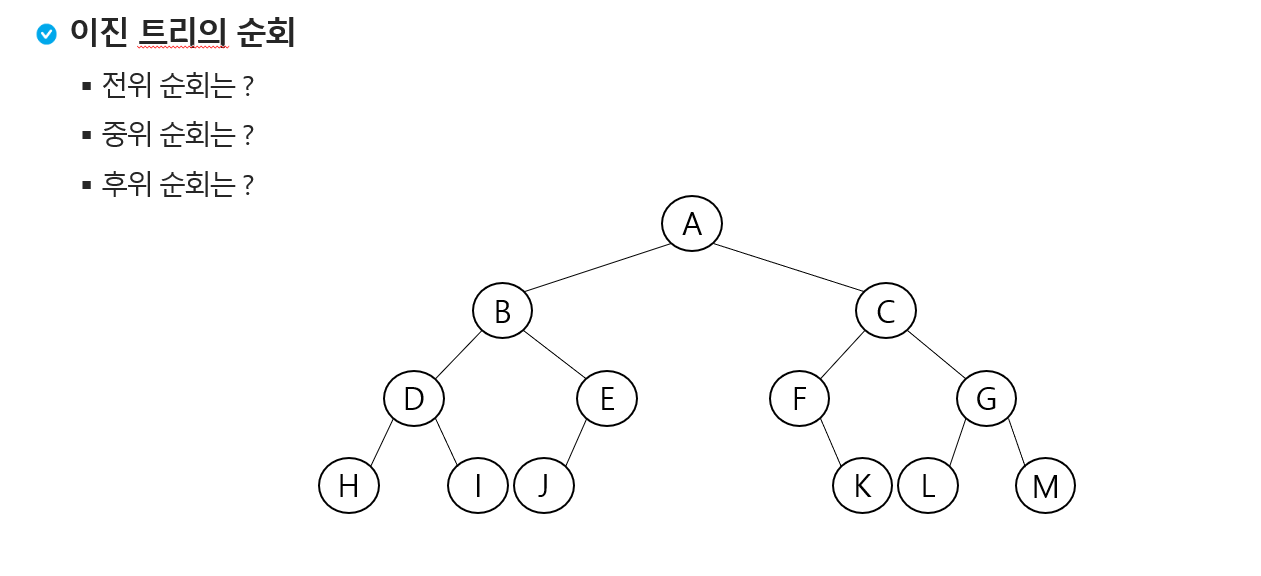 이진 트리의 순회
전위 순회는 ?
중위 순회는 ?
후위 순회는 ?
A
B C
D E F G
H I J K L M